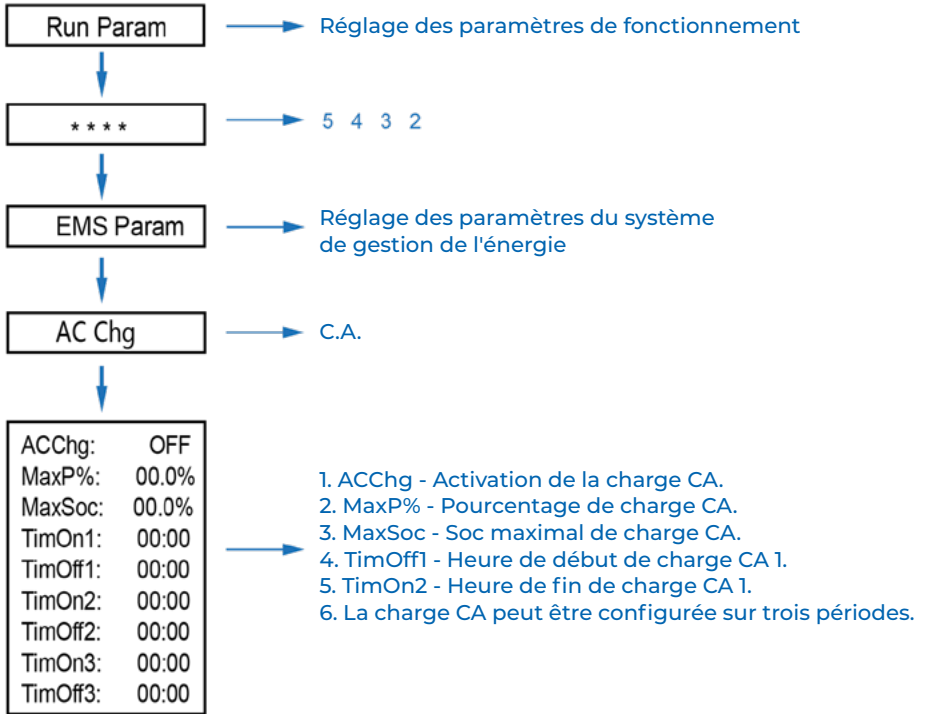 Run Param
Réglage des paramètres de fonctionnement
* * * *
5 4 3 2
EMS Param
Réglage des paramètres du système
de gestion de l'énergie
AC Chg
C.A.
ACChg: OFF
MaxP%: 00.0%
MaxSoc: 00.0%
TimOn1: 00:00
TimOff1: 00:00
TimOn2: 00:00
TimOff2: 00:00
TimOn3: 00:00
TimOff3: 00:00
1. ACChg - Activation de la charge CA.
2. MaxP% - Pourcentage de charge CA.
3. MaxSoc - Soc maximal de charge CA.
4. TimOff1 - Heure de début de charge CA 1.
5. TimOn2 - Heure de fin de charge CA 1.
6. La charge CA peut être configurée sur trois périodes.